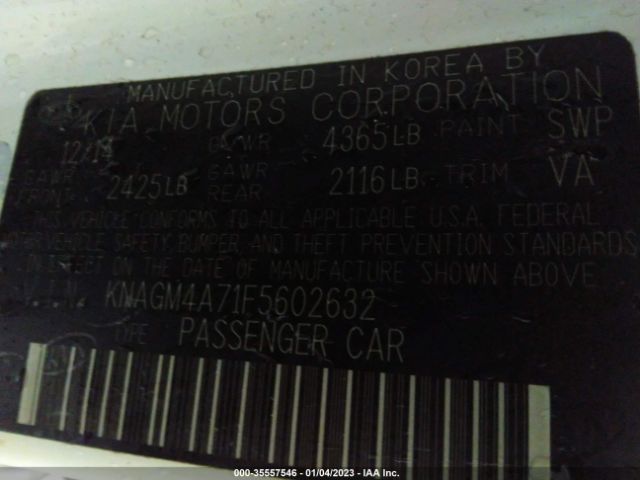 MANUFACTURED IN KOREA BY
KIA MOTORS CORPORATION
12/14 GVWR 4365LB PAINT SWP
GAWR FRONT 2425LB GAWR REAR 2116LB TRIM VA
THIS VEHICLE CONFORMS TO ALL APPLICABLE U.S.A. FEDERAL
MOTOR VEHICLE SAFETY, BUMPER, AND THEFT PREVENTION STANDARDS
IN EFFECT ON THE DATE OF MANUFACTURE SHOWN ABOVE
V.I.N. KNAGM4A71F5602632
TYPE PASSENGER CAR
000-35557546 - 01/04/2023 - IAA Inc.